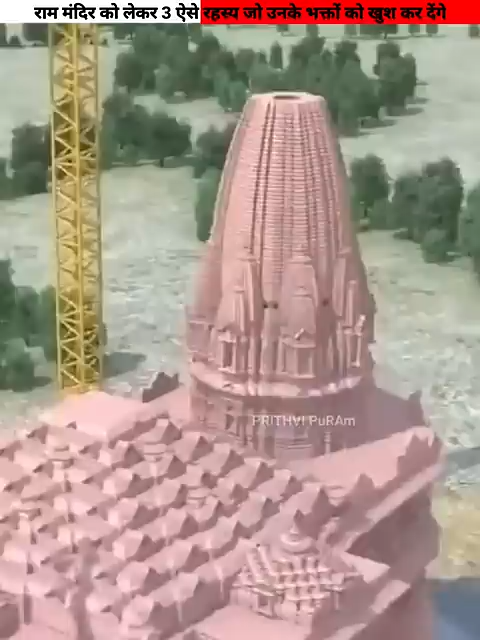 राम मंदिर को लेकर 3 ऐसे रहस्य जो उनके भक्तों को खुश कर देंगे
PRITHVI PuRAm